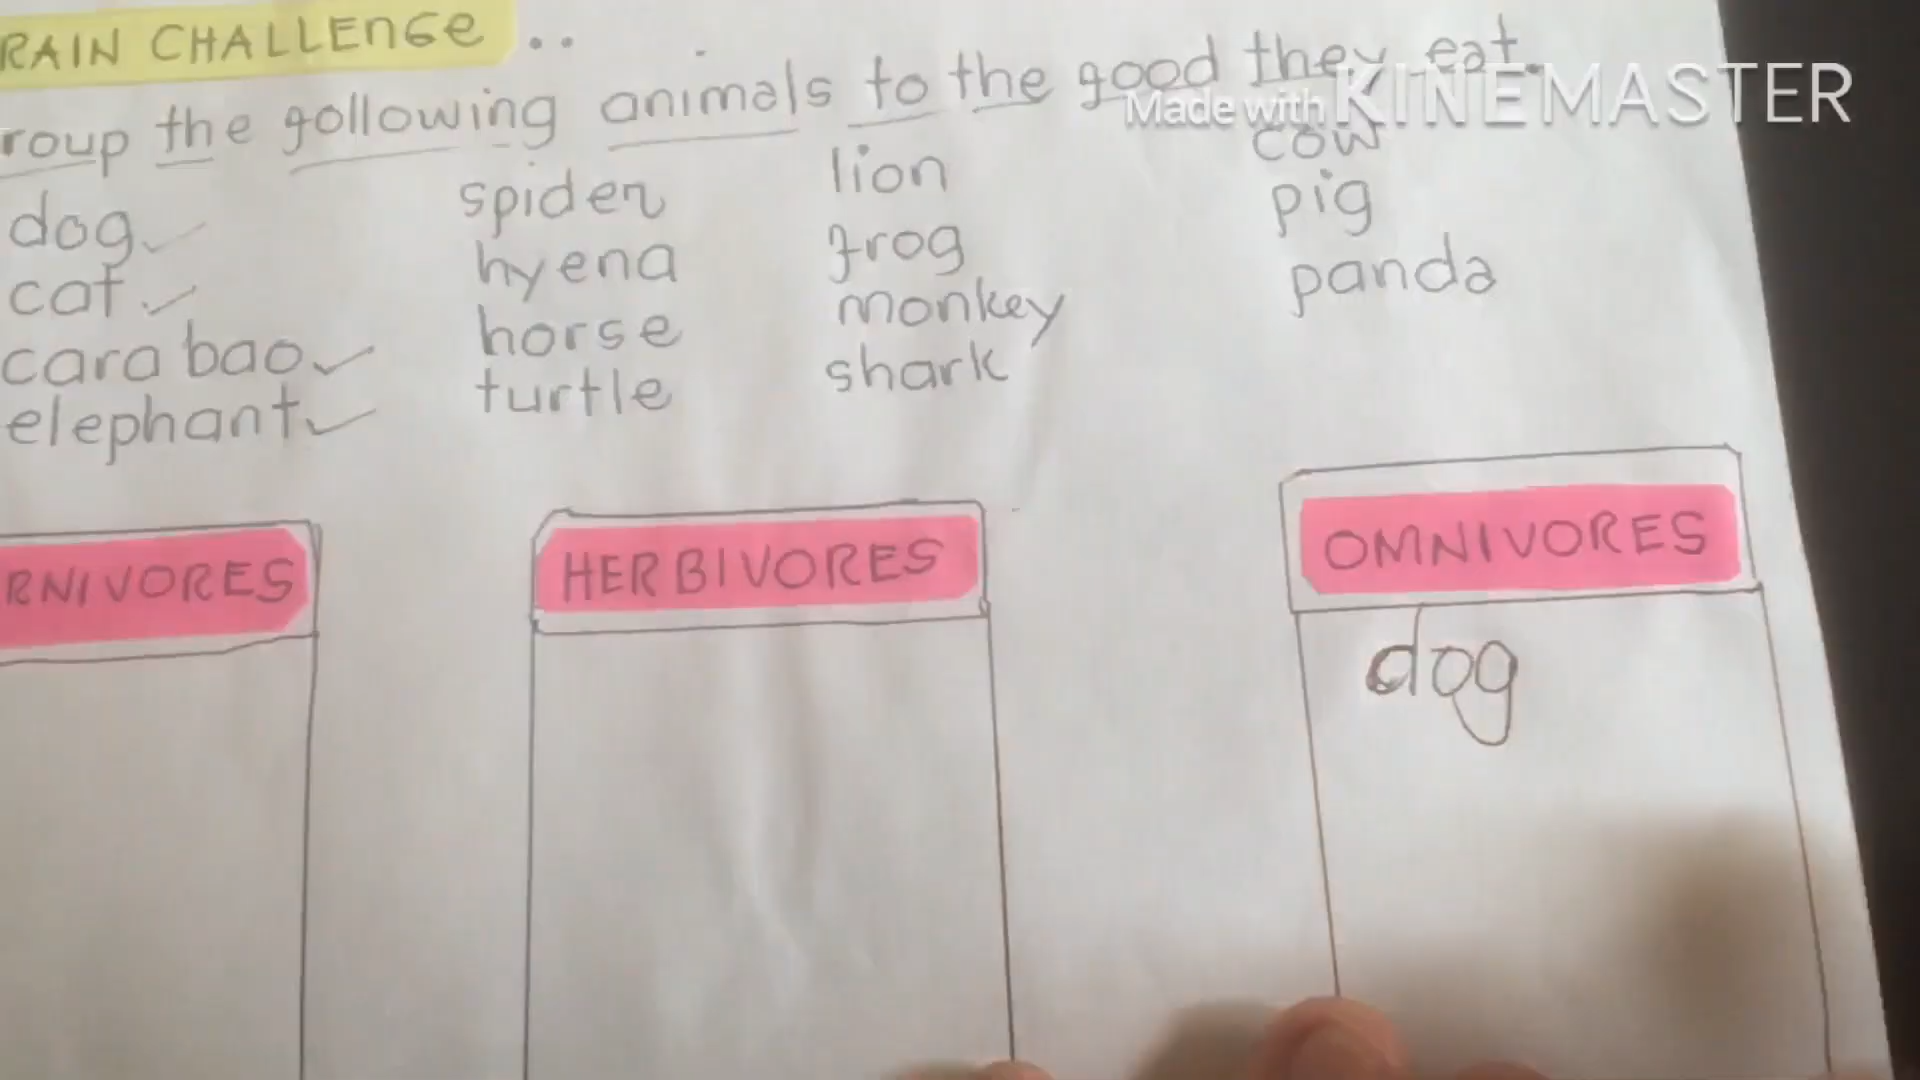 RAIN CHALLENGE ..
roup the gollowing animals to the good they eat.
Made with KINEMASTER
dog
cat
carabao
elephant
spider
hyena
horse
turtle
lion
frog
monkey
shark
cow
pig
panda
RNIVORES
HERBIVORES
OMNIVORES
dog